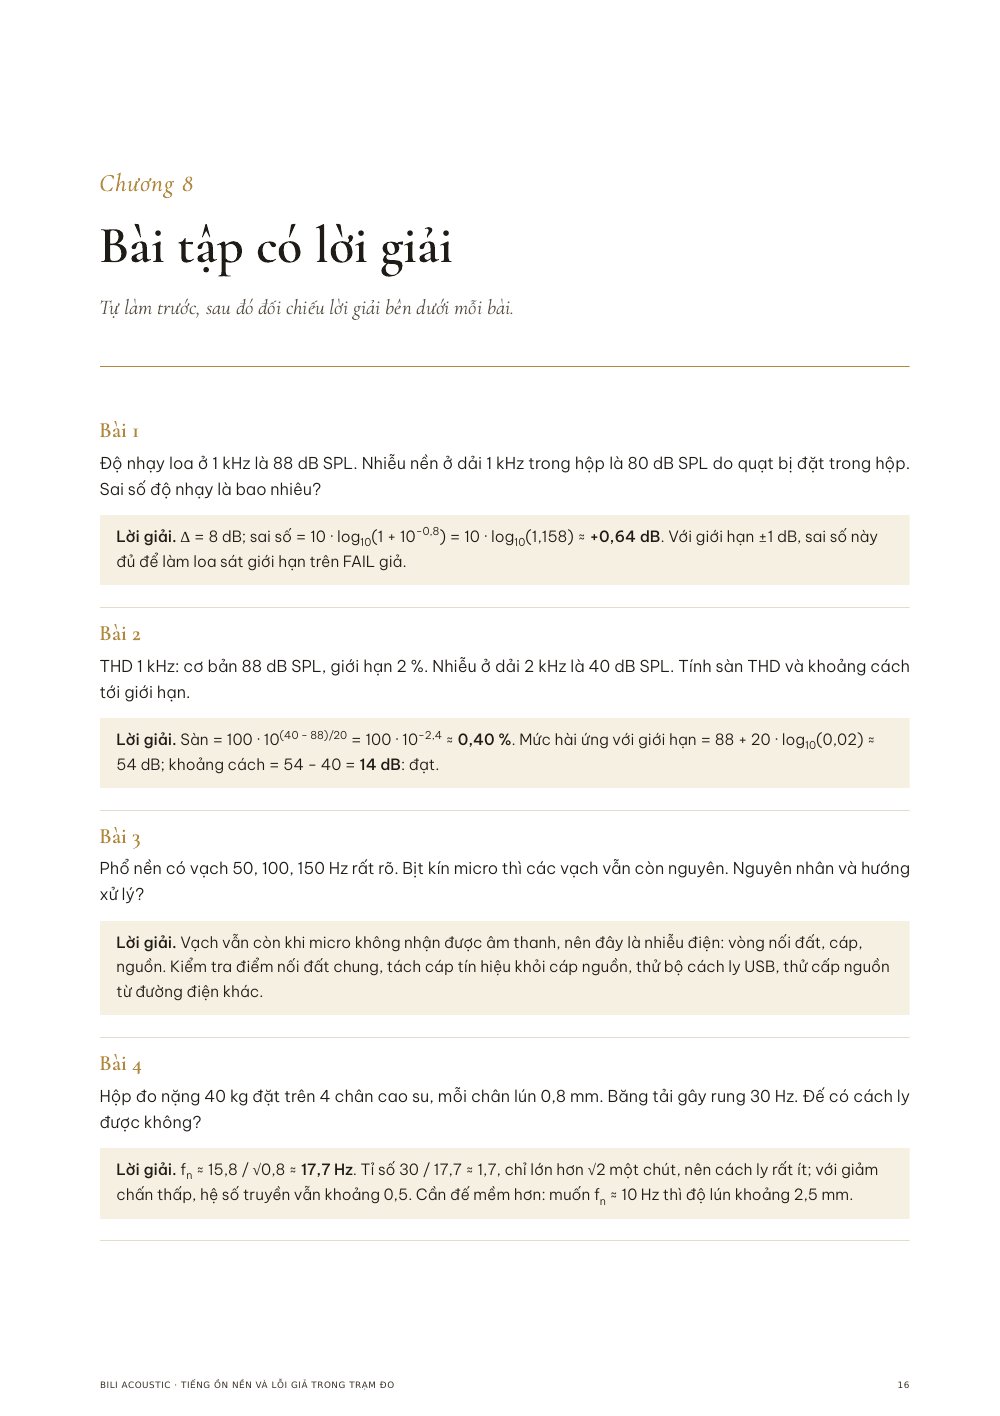 Chương 8
Bài tập có lời giải
Tự làm trước, sau đó đối chiếu lời giải bên dưới mỗi bài.
Bài 1
Độ nhạy loa ở 1 kHz là 88 dB SPL. Nhiễu nền ở dải 1 kHz trong hộp là 80 dB SPL do quạt bị đặt trong hộp.
Sai số độ nhạy là bao nhiêu?
Lời giải. Δ = 8 dB; sai số = 10 · log₁₀(1 + 10⁻⁰,⁸) = 10 · log₁₀(1,158) ≈ +0,64 dB. Với giới hạn ±1 dB, sai số này
đủ để làm loa sát giới hạn trên FAIL giả.
Bài 2
THD 1 kHz: cơ bản 88 dB SPL, giới hạn 2 %. Nhiễu ở dải 2 kHz là 40 dB SPL. Tính sàn THD và khoảng cách
tới giới hạn.
Lời giải. Sàn = 100 · 10⁽⁴⁰ ⁻ ⁸⁸⁾/²⁰ = 100 · 10⁻²,⁴ ≈ 0,40 %. Mức hài ứng với giới hạn = 88 + 20 · log₁₀(0,02) ≈
54 dB; khoảng cách = 54 − 40 = 14 dB: đạt.
Bài 3
Phổ nền có vạch 50, 100, 150 Hz rất rõ. Bịt kín micro thì các vạch vẫn còn nguyên. Nguyên nhân và hướng
xử lý?
Lời giải. Vạch vẫn còn khi micro không nhận được âm thanh, nên đây là nhiễu điện: vòng nối đất, cáp,
nguồn. Kiểm tra điểm nối đất chung, tách cáp tín hiệu khỏi cáp nguồn, thử bộ cách ly USB, thử cấp nguồn
từ đường điện khác.
Bài 4
Hộp đo nặng 40 kg đặt trên 4 chân cao su, mỗi chân lún 0,8 mm. Băng tải gây rung 30 Hz. Đế có cách ly
được không?
Lời giải. fₙ ≈ 15,8 / √0,8 ≈ 17,7 Hz. Tỉ số 30 / 17,7 ≈ 1,7, chỉ lớn hơn √2 một chút, nên cách ly rất ít; với giảm
chấn thấp, hệ số truyền vẫn khoảng 0,5. Cần đế mềm hơn: muốn fₙ ≈ 10 Hz thì độ lún khoảng 2,5 mm.
BILI ACOUSTIC · TIẾNG ỒN NỀN VÀ LỖI GIẢ TRONG TRẠM ĐO
16